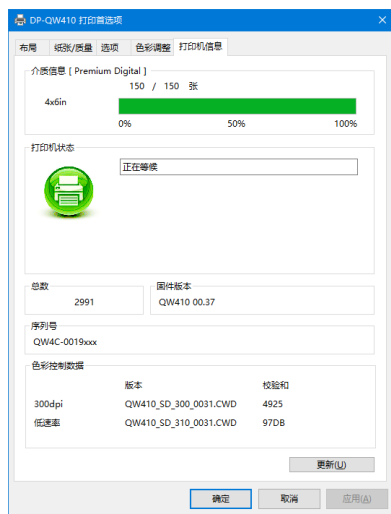 DP-QW410 打印首选项
布局 纸张/质量 选项 色彩调整 打印机信息
介质信息 [ Premium Digital ]
150 / 150 张
4x6in
0% 50% 100%
打印机状态
正在等候
总数 固件版本
2991 QW410 00.37
序列号
QW4C-0019xxx
色彩控制数据
版本 校验和
300dpi QW410_SD_300_0031.CWD 4925
低速率 QW410_SD_310_0031.CWD 97DB
更新(U)
确定 取消 应用(A)